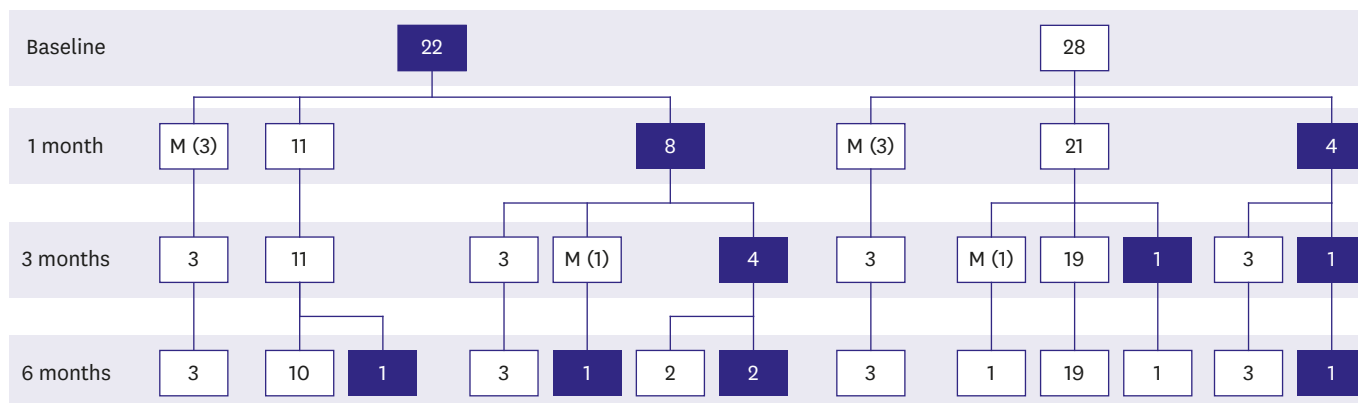 Baseline 22 28
1 month M (3) 11 8 M (3) 21 4
3 months 3 11 3 M (1) 4 3 M (1) 19 1 3 1
6 months 3 10 1 3 1 2 2 3 1 19 1 3 1